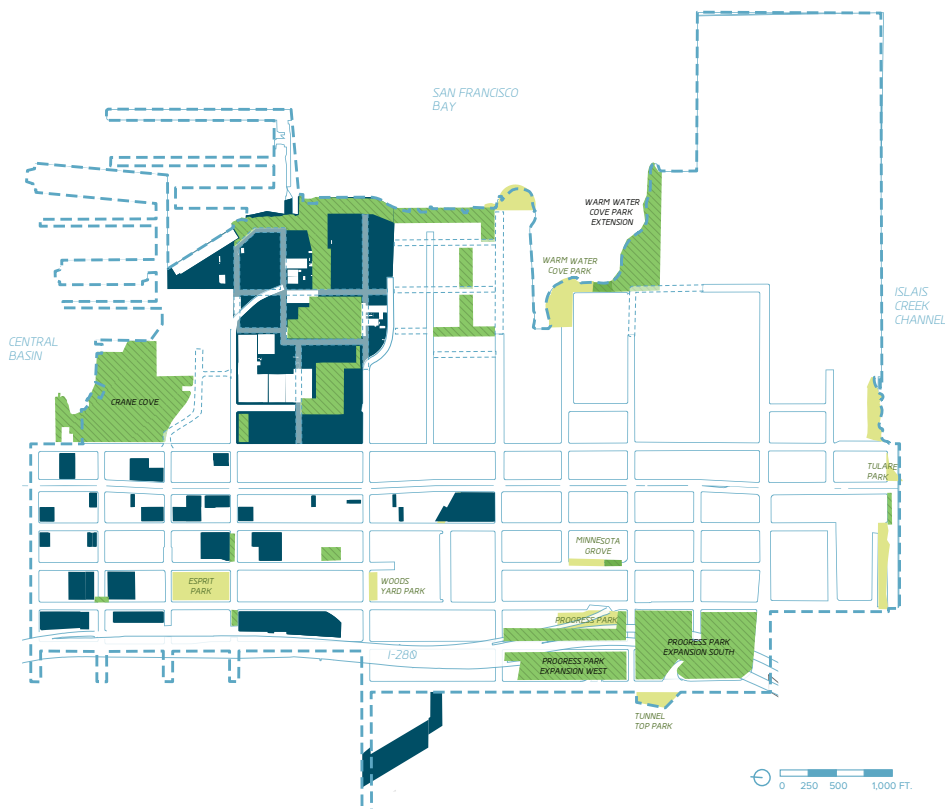 SAN FRANCISCO
BAY
WARM WATER
COVE PARK
EXTENSION
WARM WATER
COVE PARK
ISLAIS
CREEK
CHANNEL
CENTRAL
BASIN
CRANE COVE
TULARE
PARK
MINNESOTA
GROVE
ESPRIT
PARK
WOODS
YARD PARK
PROGRESS PARK
I-280
PROGRESS PARK
EXPANSION SOUTH
PROGRESS PARK
EXPANSION WEST
TUNNEL
TOP PARK
0 250 500 1,000 FT.